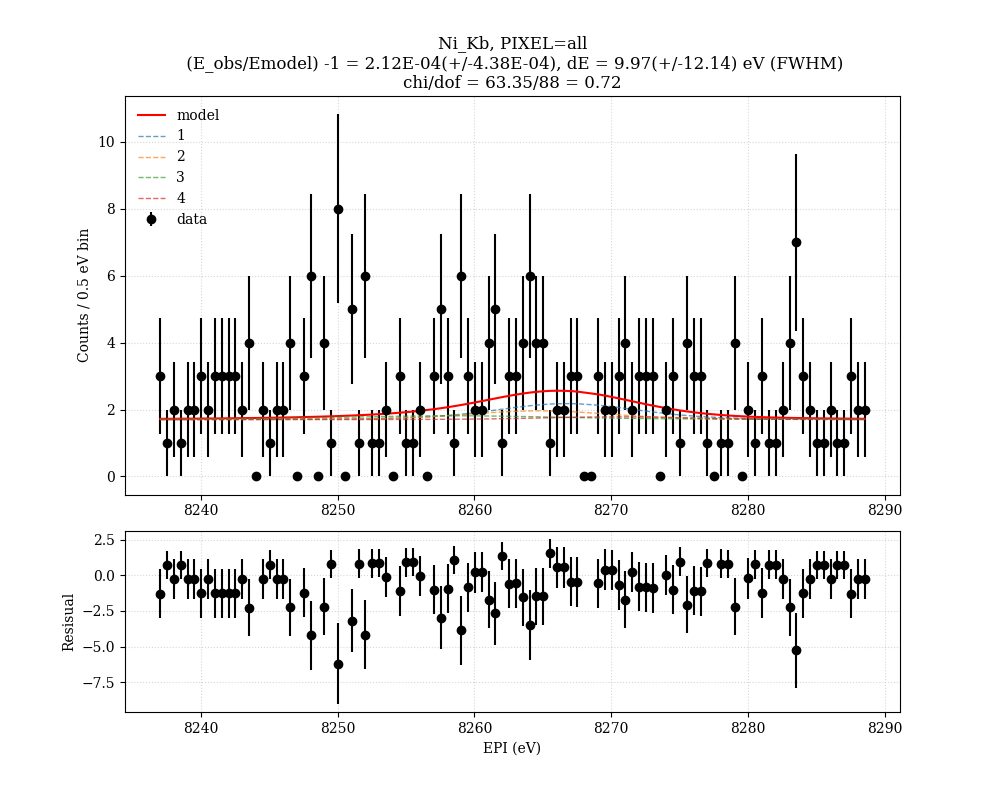 Ni_Kb, PIXEL=all
(E_obs/Emodel) -1 = 2.12E-04(+/-4.38E-04), dE = 9.97(+/-12.14) eV (FWHM)
chi/dof = 63.35/88 = 0.72
model
1
2
3
4
data
Counts / 0.5 eV bin
10
8
6
4
2
0
8240 8250 8260 8270 8280 8290
Resisual
2.5
0.0
−2.5
−5.0
−7.5
8240 8250 8260 8270 8280 8290
EPI (eV)